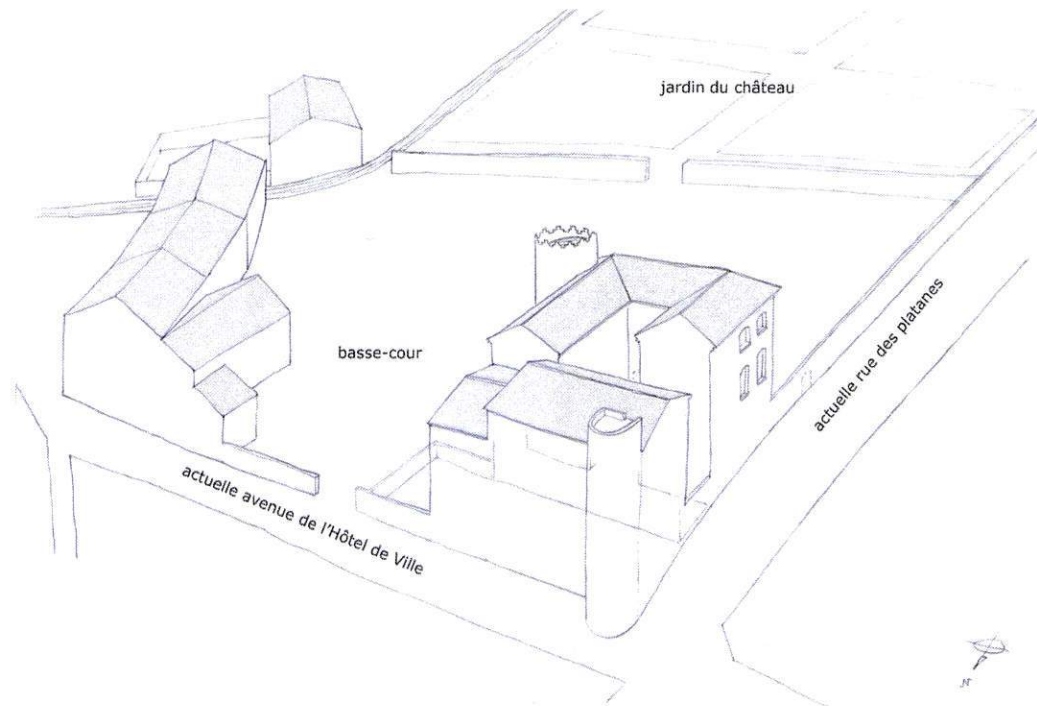 jardin du château
basse-cour
actuelle rue des platanes
actuelle avenue de l'Hôtel de Ville
N